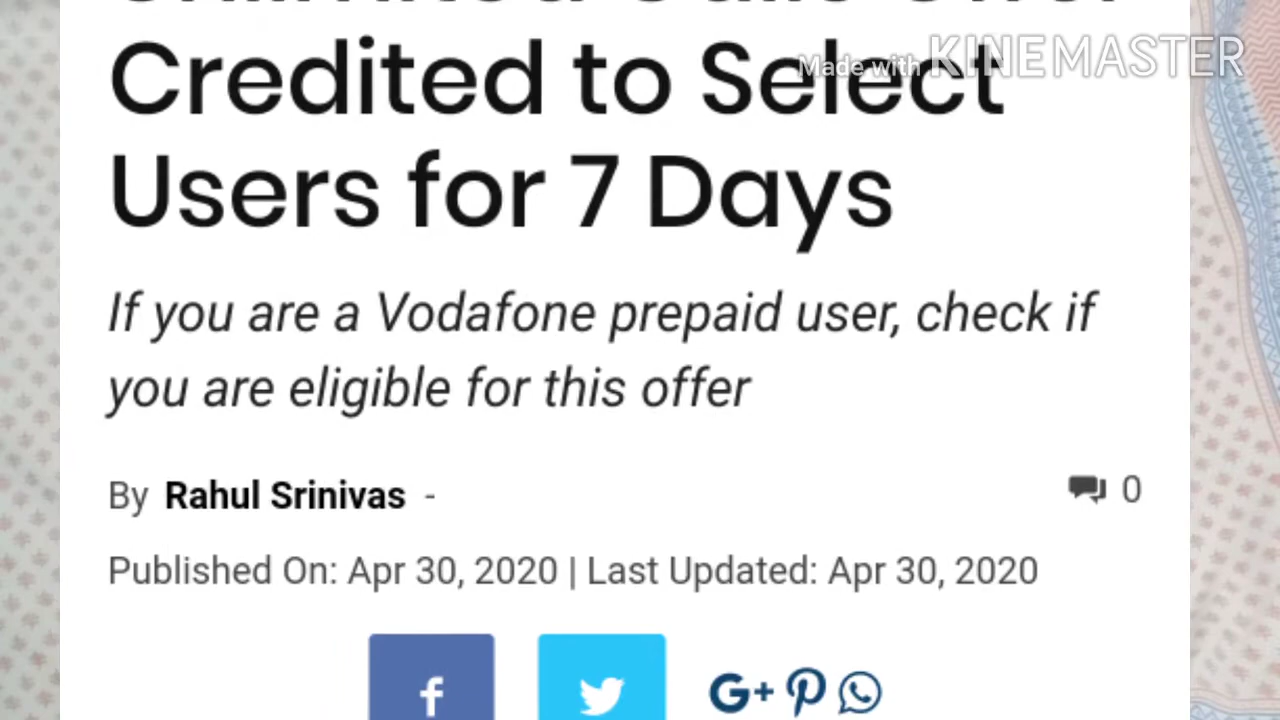 Credited to Select
Made with KINEMASTER
Users for 7 Days
If you are a Vodafone prepaid user, check if
you are eligible for this offer
By Rahul Srinivas -
0
Published On: Apr 30, 2020 | Last Updated: Apr 30, 2020
f
G+